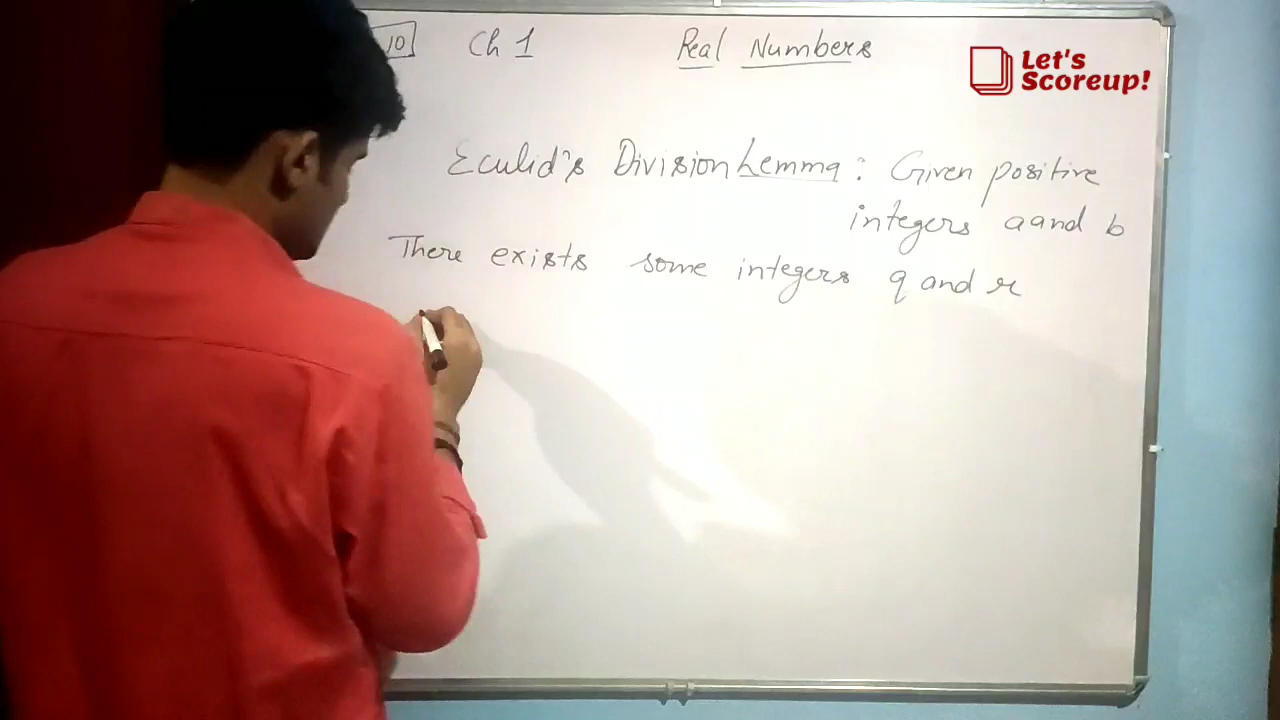 10 Ch 1 Real Numbers
Let's
Scoreup!
Eculid's Division Lemma : Given positive
integers a and b
There exists some integers q and r